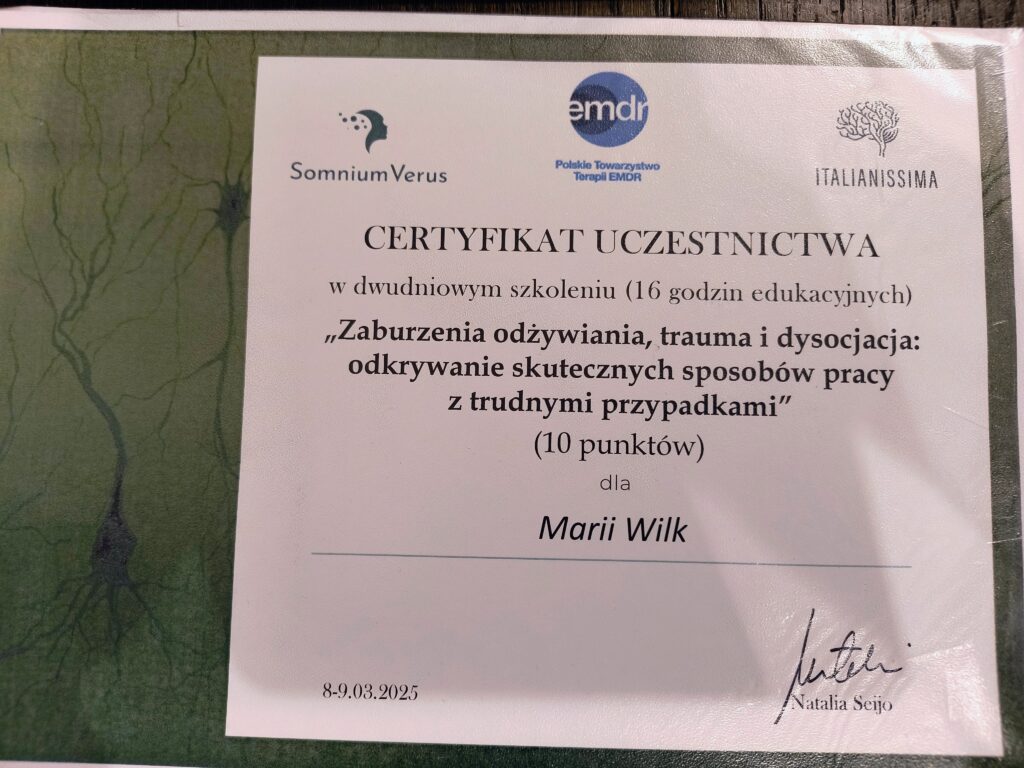 SomniumVerus
emdr
Polskie Towarzystwo
Terapii EMDR
ITALIANISSIMA
CERTYFIKAT UCZESTNICTWA
w dwudniowym szkoleniu (16 godzin edukacyjnych)
„Zaburzenia odżywiania, trauma i dysocjacja:
odkrywanie skutecznych sposobów pracy
z trudnymi przypadkami”
(10 punktów)
dla
Marii Wilk
8-9.03.2025
Natalia Seijo